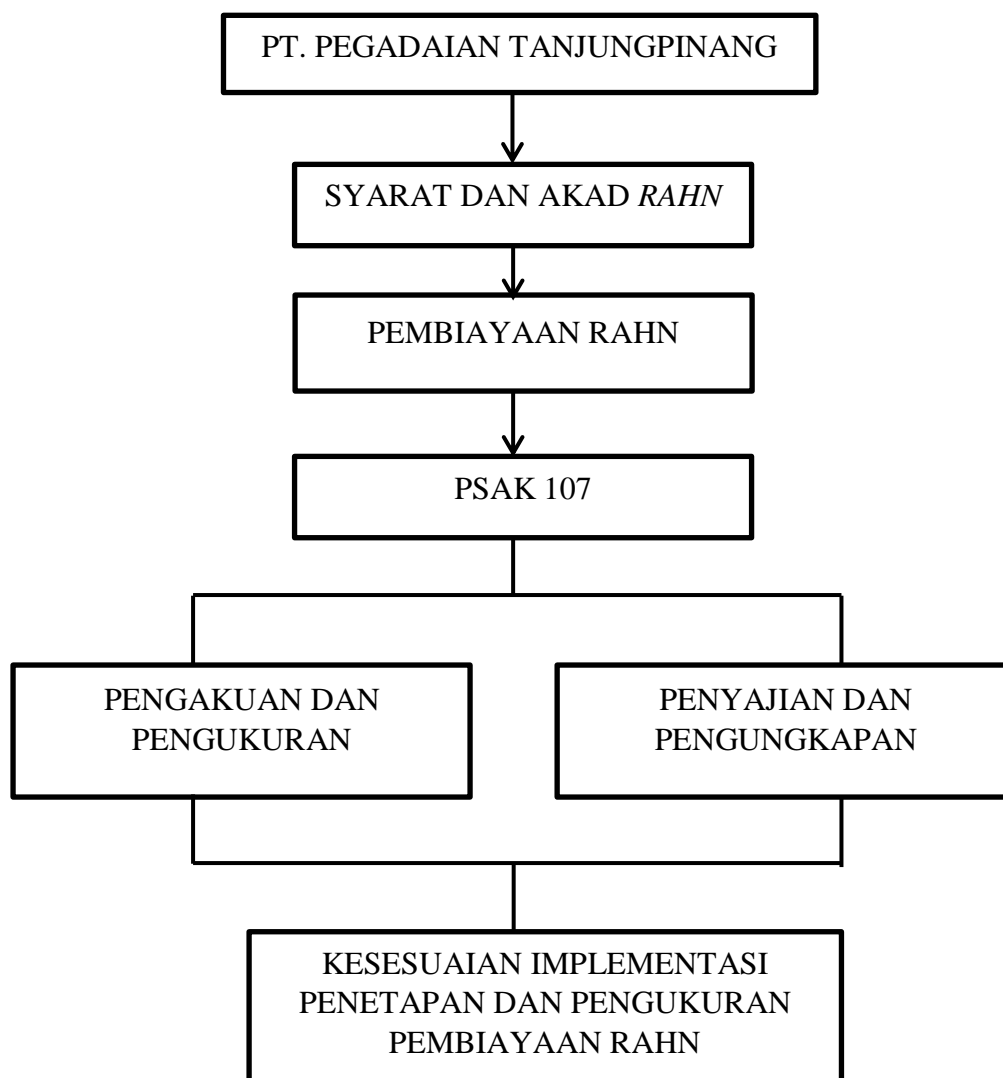 PT. PEGADAIAN TANJUNGPINANG
SYARAT DAN AKAD RAHN
PEMBIAYAAN RAHN
PSAK 107
PENGAKUAN DAN
PENGUKURAN
PENYAJIAN DAN
PENGUNGKAPAN
KESESUAIAN IMPLEMENTASI
PENETAPAN DAN PENGUKURAN
PEMBIAYAAN RAHN